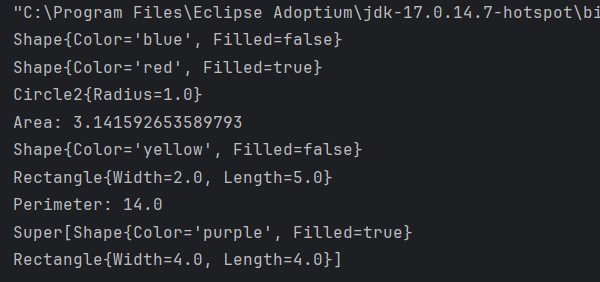 "C:\Program Files\Eclipse Adoptium\jdk-17.0.14.7-hotspot\bi
Shape{Color='blue', Filled=false}
Shape{Color='red', Filled=true}
Circle2{Radius=1.0}
Area: 3.141592653589793
Shape{Color='yellow', Filled=false}
Rectangle{Width=2.0, Length=5.0}
Perimeter: 14.0
Super[Shape{Color='purple', Filled=true}
Rectangle{Width=4.0, Length=4.0}]